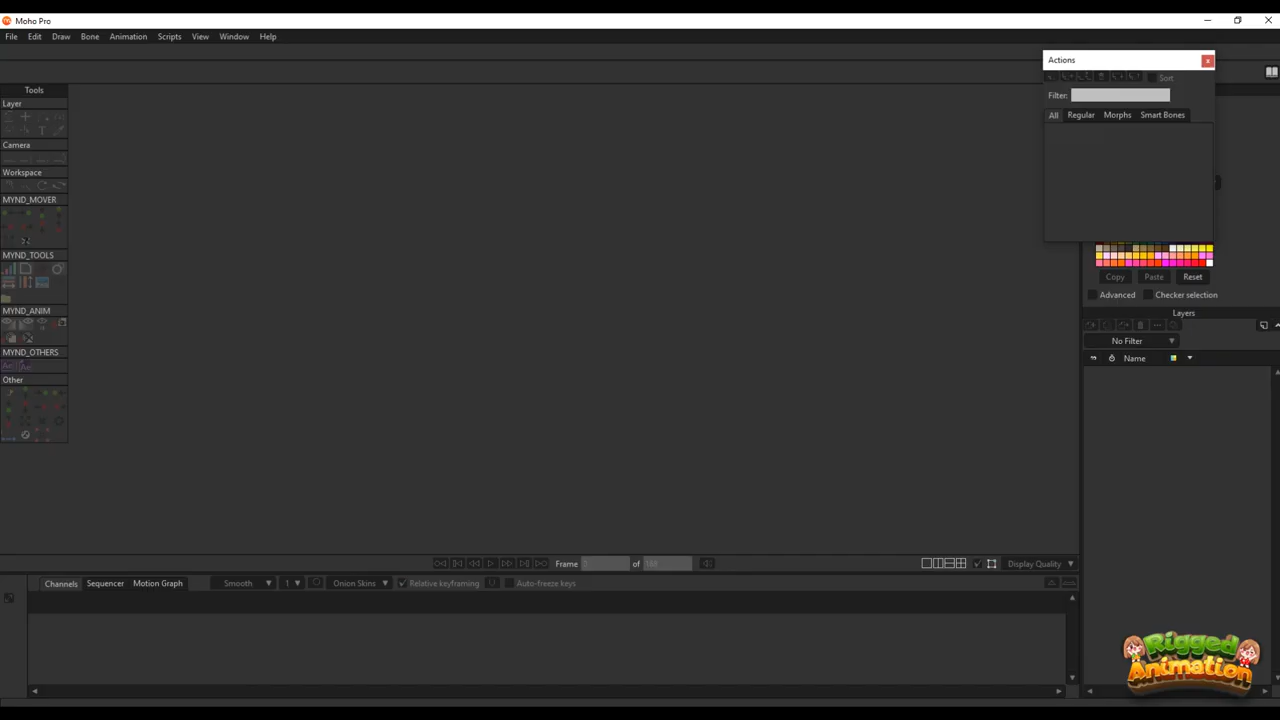 Moho Pro
File Edit Draw Bone Animation Scripts View Window Help
Actions
Sort
Filter:
All Regular Morphs Smart Bones
Tools
Layer
Camera
Workspace
MYND_MOVER
MYND_TOOLS
MYND_ANIM
MYND_OTHERS
Other
Copy Paste Reset
Advanced Checker selection
Layers
No Filter
Name
Frame of Display Quality
Channels Sequencer Motion Graph Smooth 1 Onion Skins Relative keyframing Auto-freeze keys
Rigged
Animation